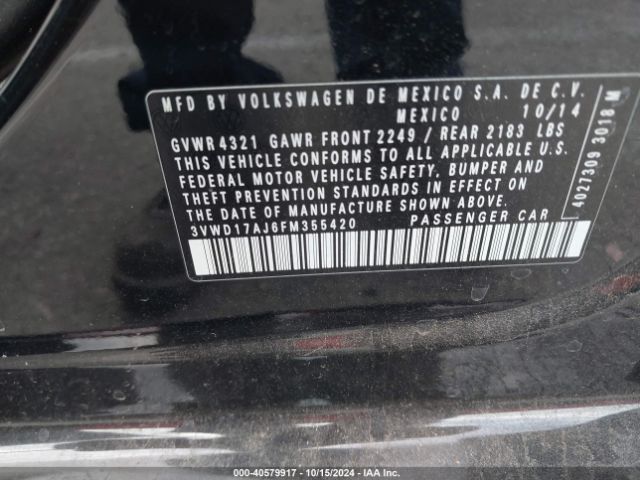 MFD BY VOLKSWAGEN DE MEXICO S.A. DE C.V.
MEXICO 10/14
GVWR 4321 GAWR FRONT 2249 / REAR 2183 LBS
THIS VEHICLE CONFORMS TO ALL APPLICABLE U.S.
FEDERAL MOTOR VEHICLE SAFETY, BUMPER AND
THEFT PREVENTION STANDARDS IN EFFECT ON
THE DATE OF MANUFACTURE SHOWN ABOVE.
3VWD17AJ6FM355420 PASSENGER CAR
4027309 3018 M
000-40579917 - 10/15/2024 - IAA Inc.